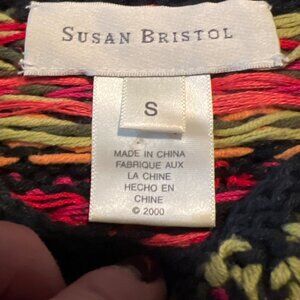 SUSAN BRISTOL
S
MADE IN CHINA
FABRIQUE AUX
LA CHINE
HECHO EN
CHINE
© 2000